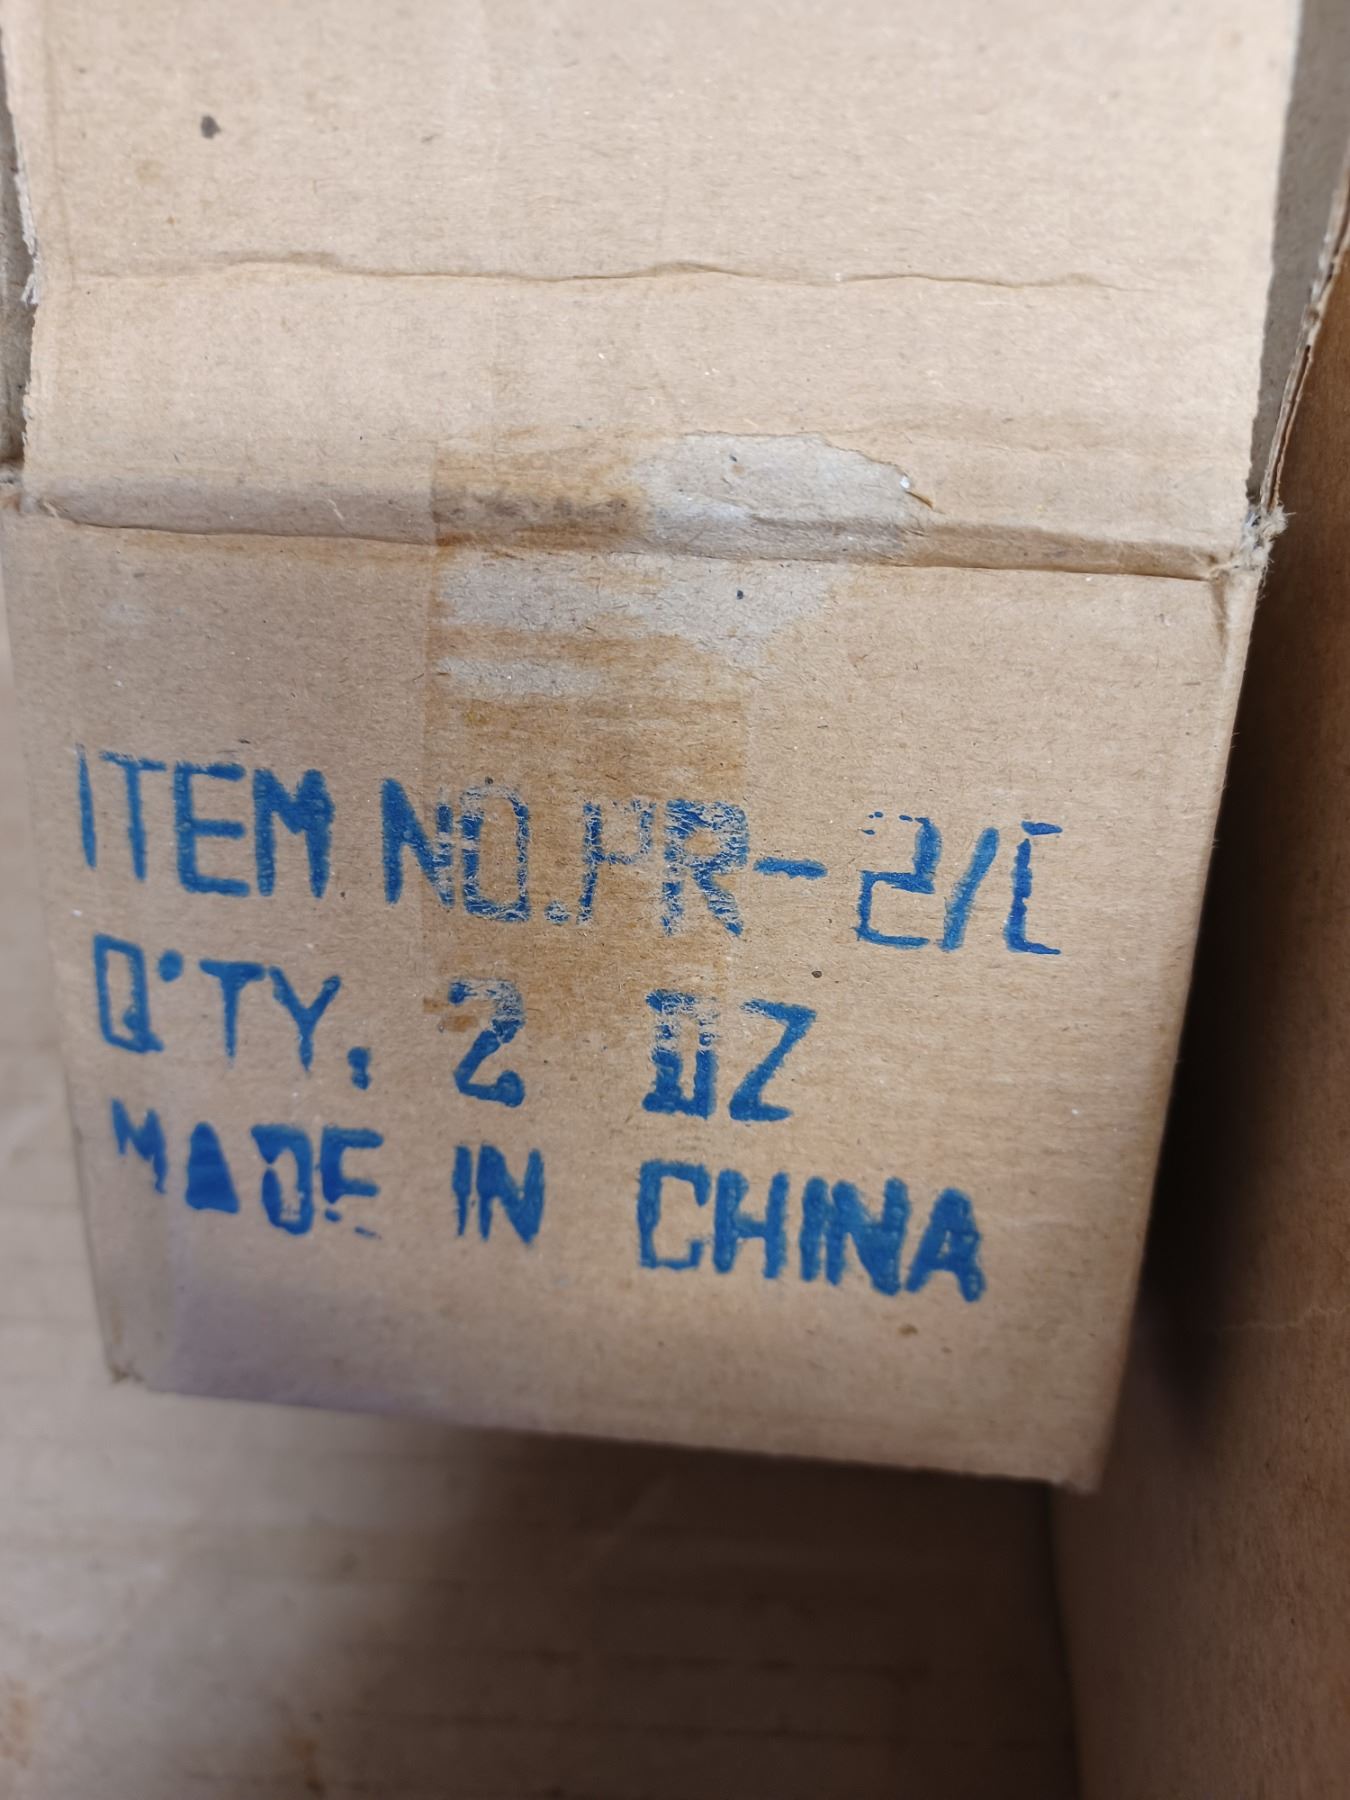 ITEM NO.PR-2/C
Q'TY. 2 DZ
MADE IN CHINA